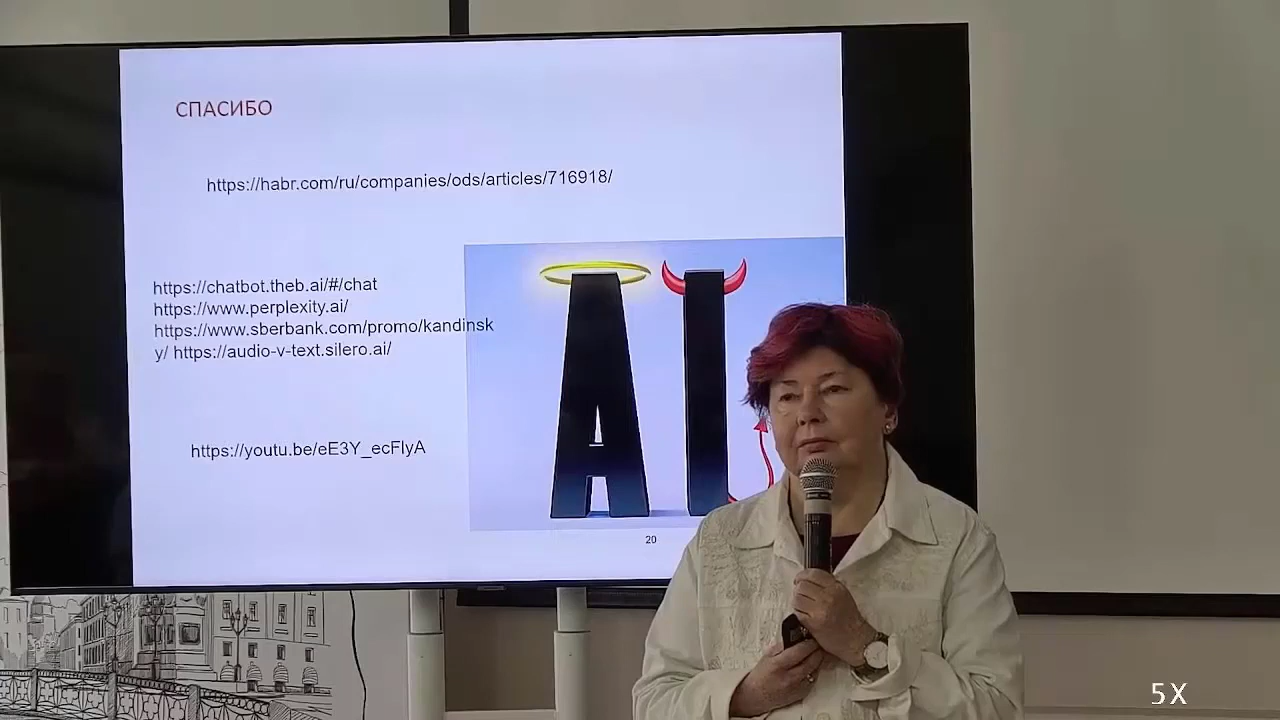 СПАСИБО
https://habr.com/ru/companies/ods/articles/716918/
https://chatbot.theb.ai/#/chat
https://www.perplexity.ai/
https://www.sberbank.com/promo/kandinsk
y/ https://audio-v-text.silero.ai/
AI
https://youtu.be/eE3Y_ecFlyA
20
5X